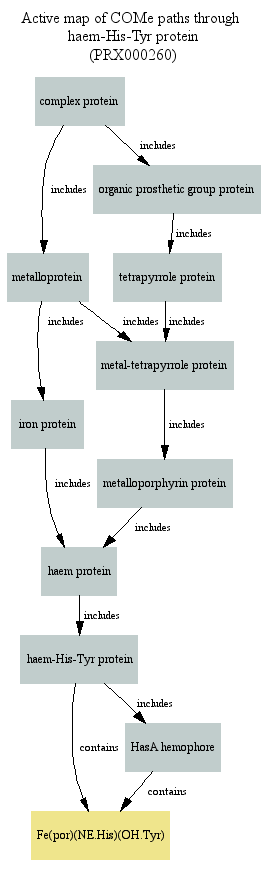 Active map of COMe paths through
haem-His-Tyr protein
(PRX000260)
complex protein
includes
includes
organic prosthetic group protein
includes
metalloprotein
tetrapyrrole protein
includes
includes
includes
metal-tetrapyrrole protein
iron protein
includes
metalloporphyrin protein
includes
includes
haem protein
includes
haem-His-Tyr protein
includes
contains
HasA hemophore
contains
Fe(por)(NE.His)(OH.Tyr)